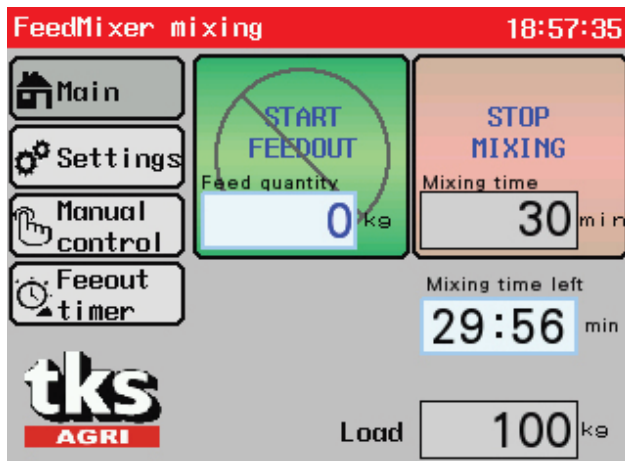 FeedMixer mixing 18:57:35
Main
Settings
Manual
control
Feeout
timer
START
FEEDOUT
Feed quantity
0 kg
STOP
MIXING
Mixing time
30 min
Mixing time left
29:56 min
Load 100 kg
tks
AGRI